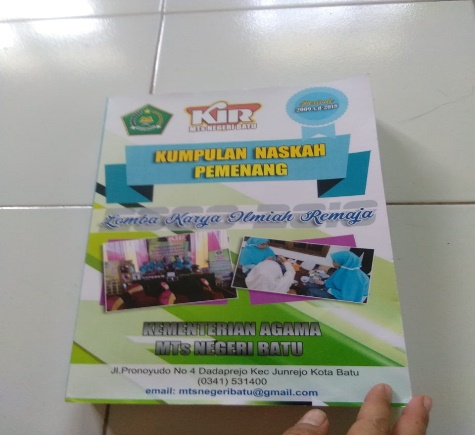 KIR
MTS NEGERI BATU
2009 s.d 2015
KUMPULAN NASKAH
PEMENANG
Lomba Karya Ilmiah Remaja
KEMENTERIAN AGAMA
MTs NEGERI BATU
Jl.Pronoyudo No 4 Dadaprejo Kec Junrejo Kota Batu
(0341) 531400
email: mtsnegeribatu@gmail.com